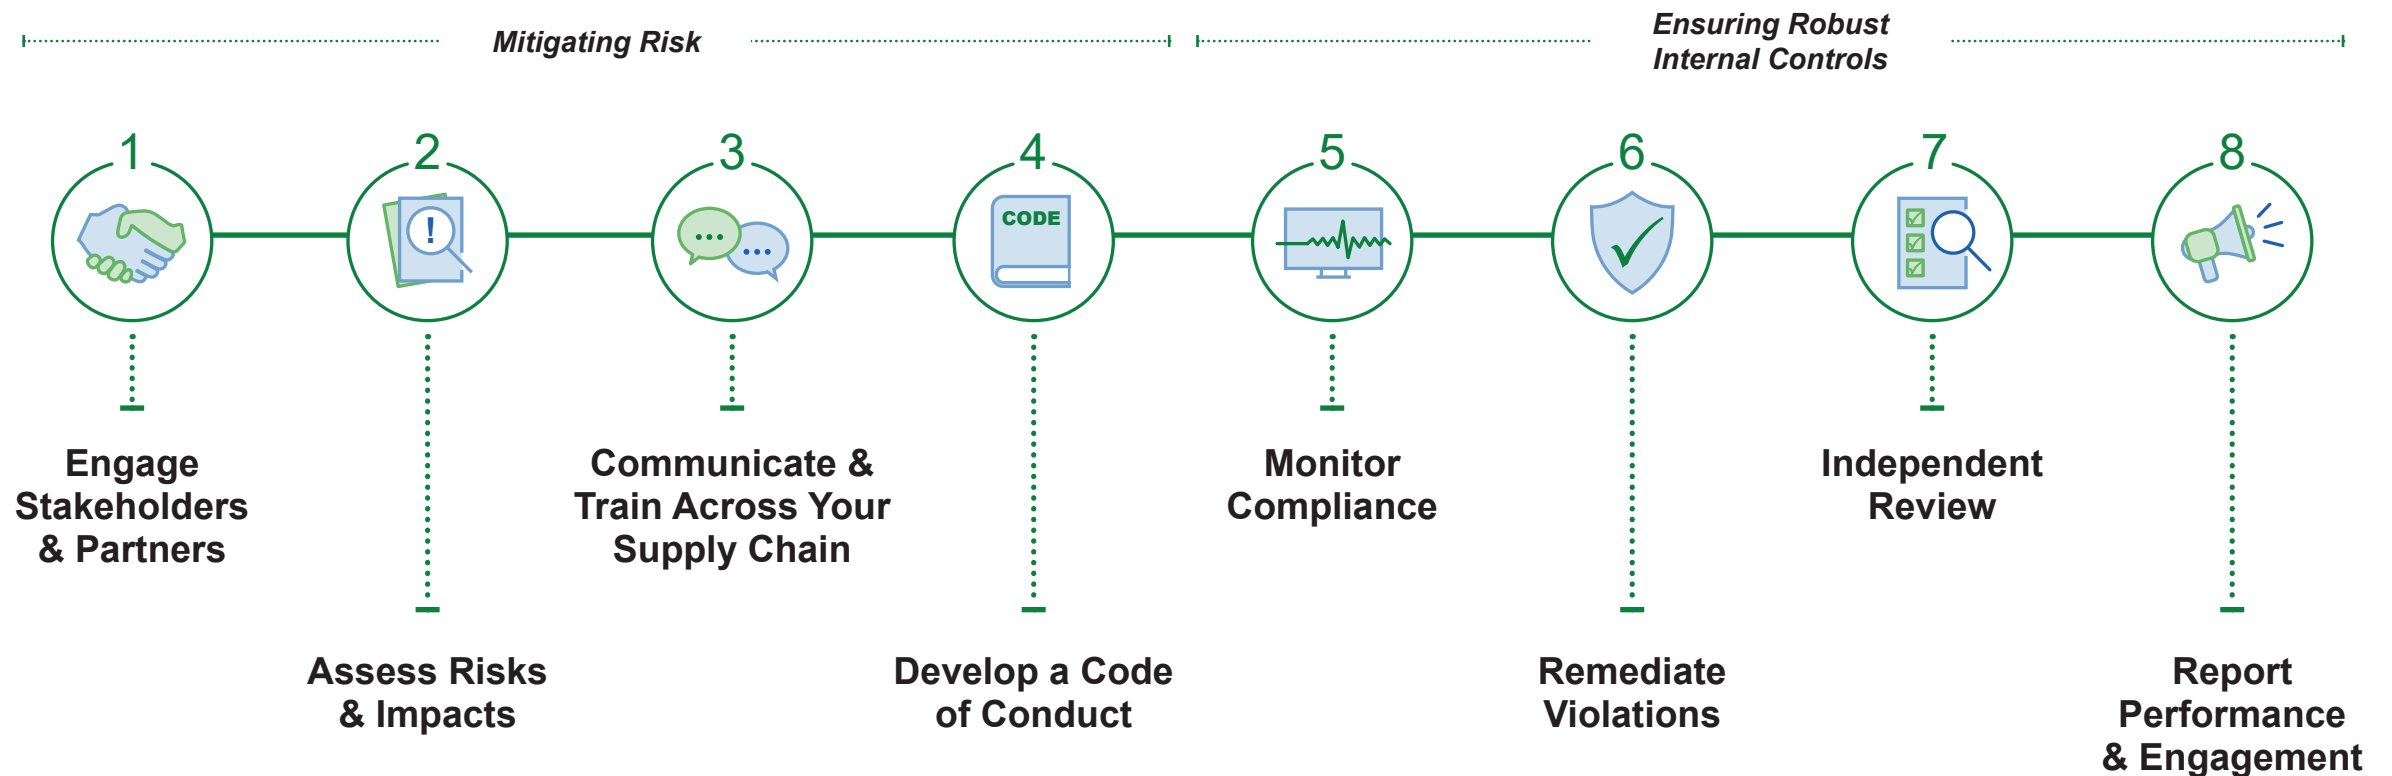 Mitigating Risk
Ensuring Robust
Internal Controls
1
2
3
4
5
6
7
8
!
CODE
Engage
Stakeholders
& Partners
Assess Risks
& Impacts
Communicate &
Train Across Your
Supply Chain
Develop a Code
of Conduct
Monitor
Compliance
Remediate
Violations
Independent
Review
Report
Performance
& Engagement